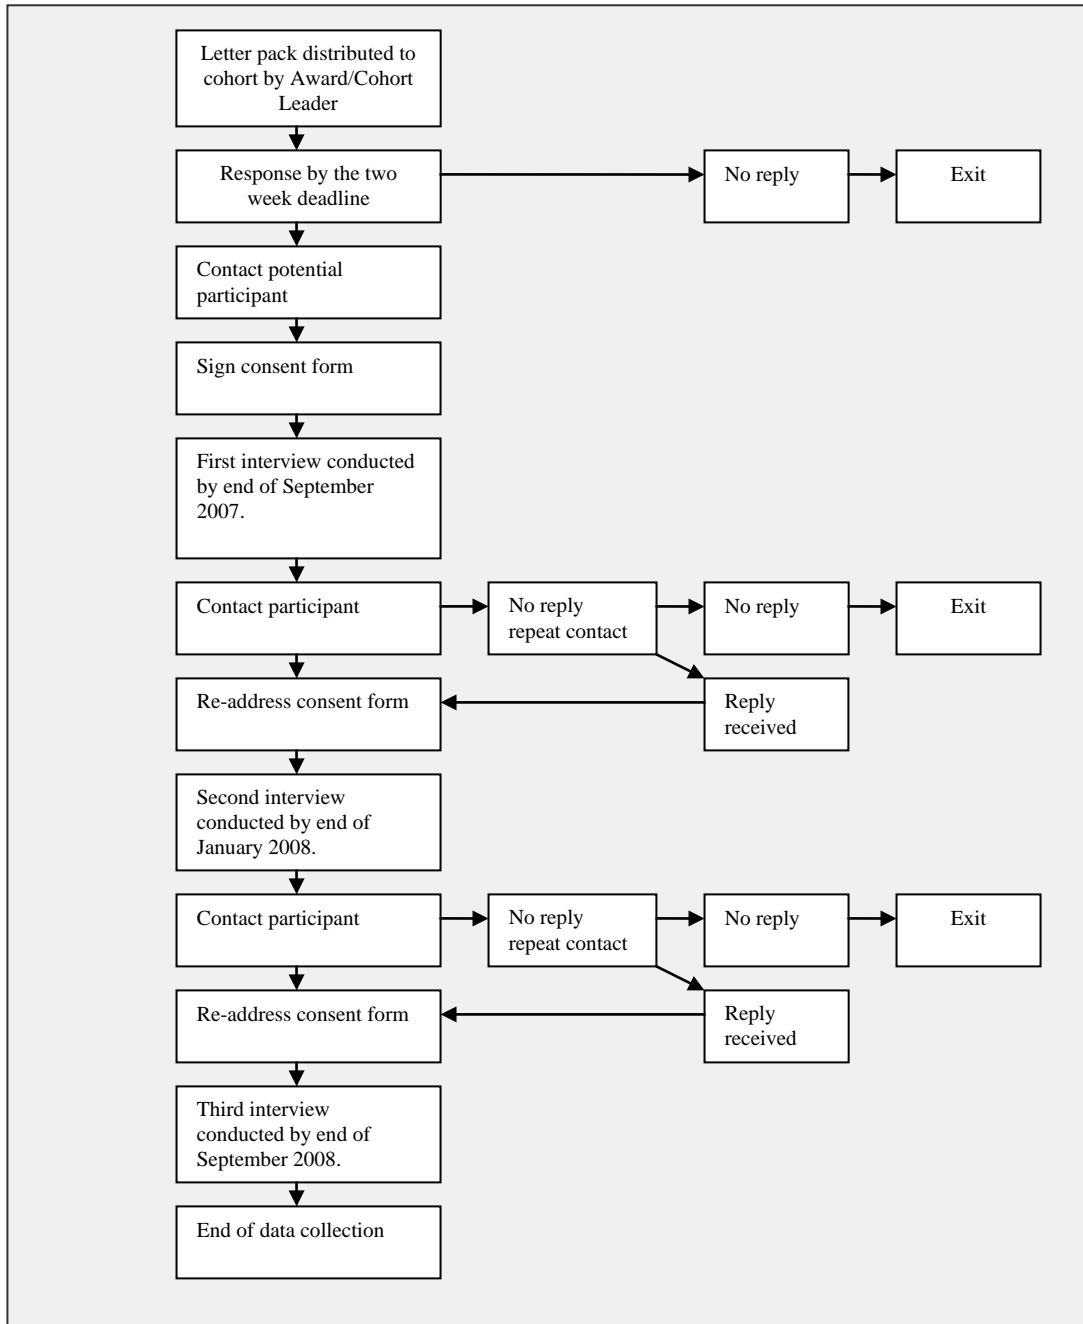 Letter pack distributed to
cohort by Award/Cohort
Leader
Response by the two
week deadline
No reply
Exit
Contact potential
participant
Sign consent form
First interview conducted
by end of September
2007.
Contact participant
No reply
repeat contact
No reply
Exit
Re-address consent form
Reply
received
Second interview
conducted by end of
January 2008.
Contact participant
No reply
repeat contact
No reply
Exit
Re-address consent form
Reply
received
Third interview
conducted by end of
September 2008.
End of data collection